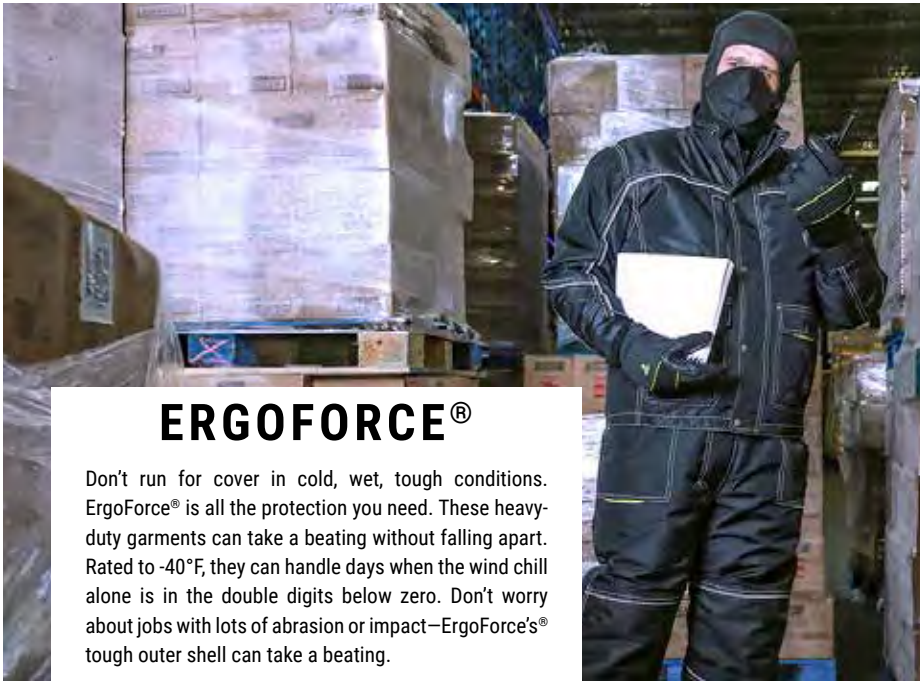 ERGOFORCE®
Don’t run for cover in cold, wet, tough conditions.
ErgoForce® is all the protection you need. These heavy-
duty garments can take a beating without falling apart.
Rated to -40°F, they can handle days when the wind chill
alone is in the double digits below zero. Don’t worry
about jobs with lots of abrasion or impact—ErgoForce’s®
tough outer shell can take a beating.